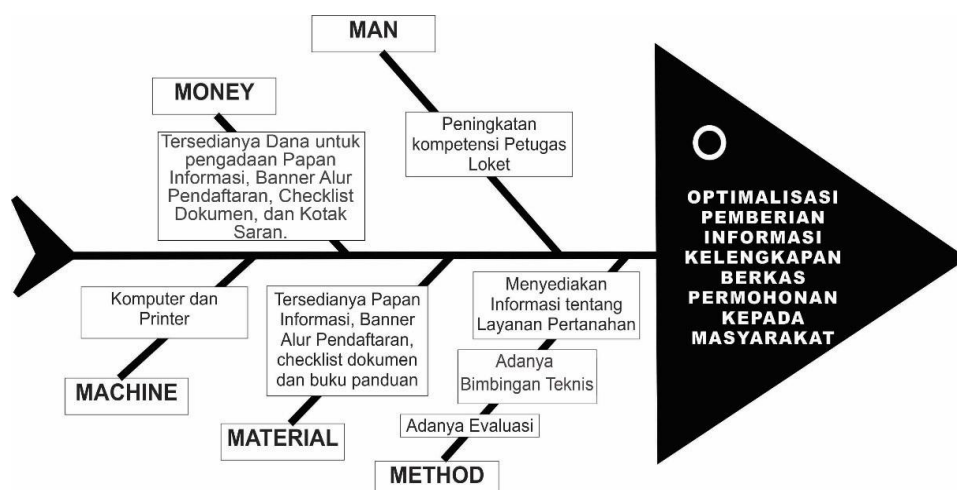 MAN
Peningkatan
kompetensi Petugas
Loket
MONEY
Tersedianya Dana untuk
pengadaan Papan
Informasi, Banner Alur
Pendaftaran, Checklist
Dokumen, dan Kotak
Saran.
Komputer dan
Printer
MACHINE
Tersedianya Papan
Informasi, Banner
Alur Pendaftaran,
checklist dokumen
dan buku panduan
MATERIAL
Menyediakan
Informasi tentang
Layanan Pertanahan
Adanya
Bimbingan Teknis
Adanya Evaluasi
METHOD
OPTIMALISASI
PEMBERIAN
INFORMASI
KELENGKAPAN
BERKAS
PERMOHONAN
KEPADA
MASYARAKAT